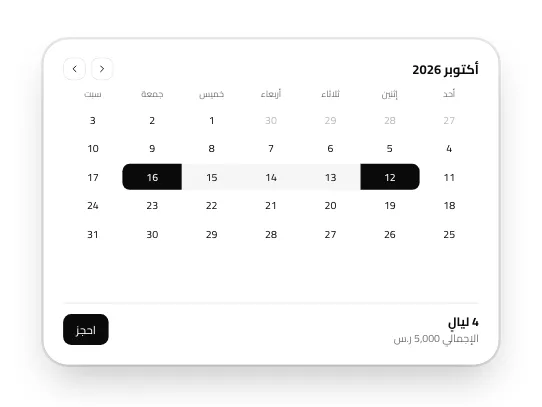 أكتوبر 2026
أحد إثنين ثلاثاء أربعاء خميس جمعة سبت
27 28 29 30 1 2 3
4 5 6 7 8 9 10
11 12 13 14 15 16 17
18 19 20 21 22 23 24
25 26 27 28 29 30 31
4 ليالٍ
الإجمالي 5,000 ر.س
احجز